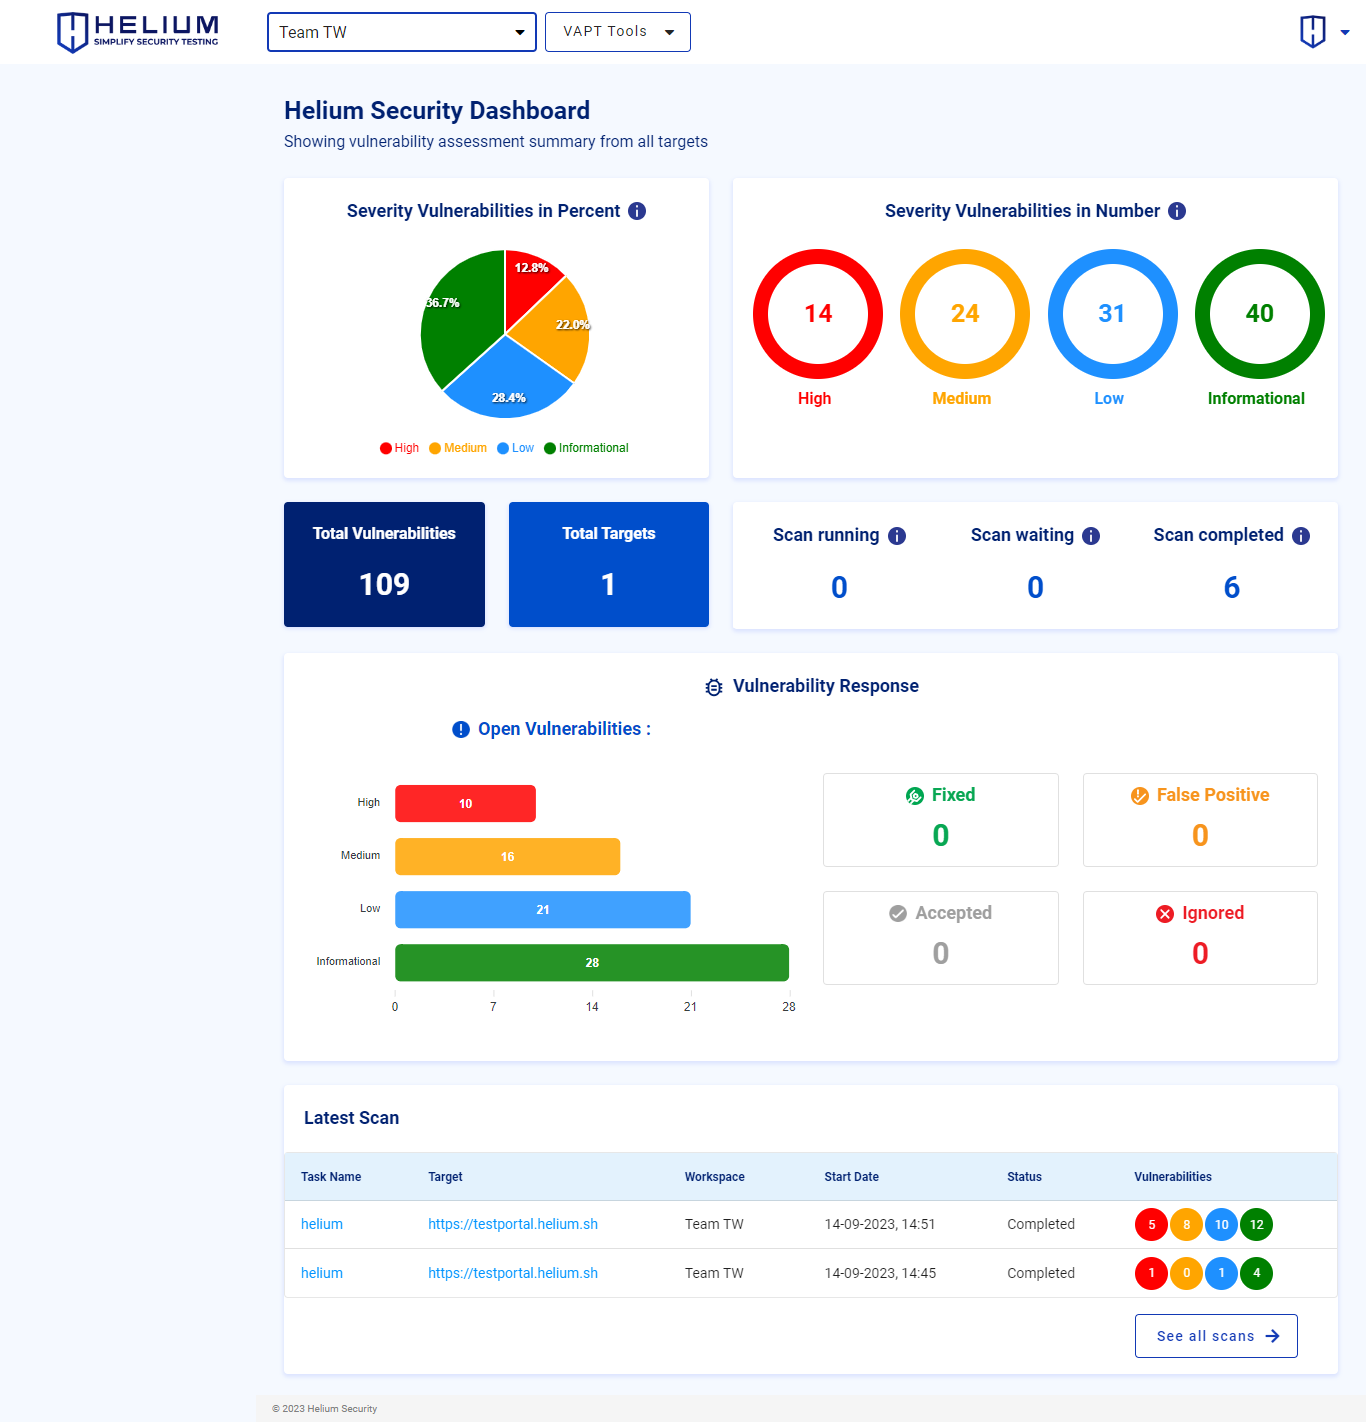 HELIUM
SIMPLIFY SECURITY TESTING
Team TW
VAPT Tools
Helium Security Dashboard
Showing vulnerability assessment summary from all targets
Severity Vulnerabilities in Percent
12.8%
36.7%
22.0%
28.4%
High Medium Low Informational
Severity Vulnerabilities in Number
14 24 31 40
High Medium Low Informational
Total Vulnerabilities
109
Total Targets
1
Scan running Scan waiting Scan completed
0 0 6
Vulnerability Response
Open Vulnerabilities :
High 10
Medium 16
Low 21
Informational 28
0 7 14 21 28
Fixed
0
False Positive
0
Accepted
0
Ignored
0
Latest Scan
Task Name Target Workspace Start Date Status Vulnerabilities
helium https://testportal.helium.sh Team TW 14-09-2023, 14:51 Completed 5 8 10 12
helium https://testportal.helium.sh Team TW 14-09-2023, 14:45 Completed 1 0 1 4
See all scans
© 2023 Helium Security